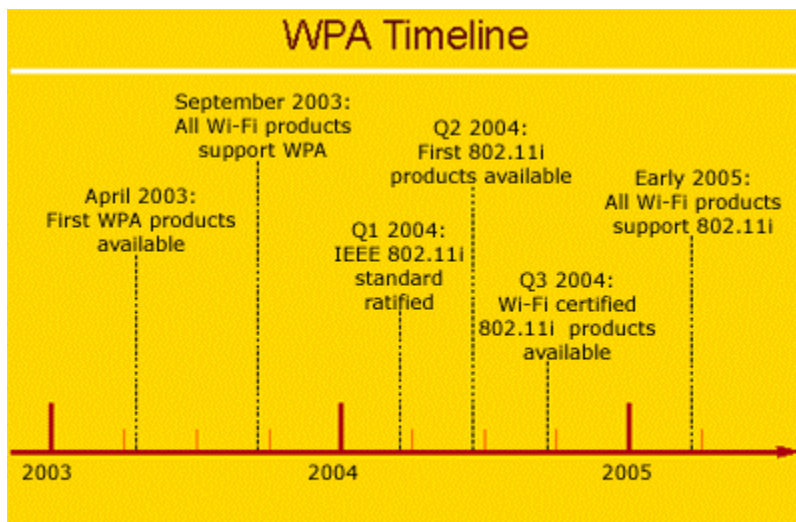 WPA Timeline
September 2003:
All Wi-Fi products
support WPA
Q2 2004:
First 802.11i
products available
April 2003:
First WPA products
available
Early 2005:
All Wi-Fi products
support 802.11i
Q1 2004:
IEEE 802.11i
standard
ratified
Q3 2004:
Wi-Fi certified
802.11i products
available
2003
2004
2005